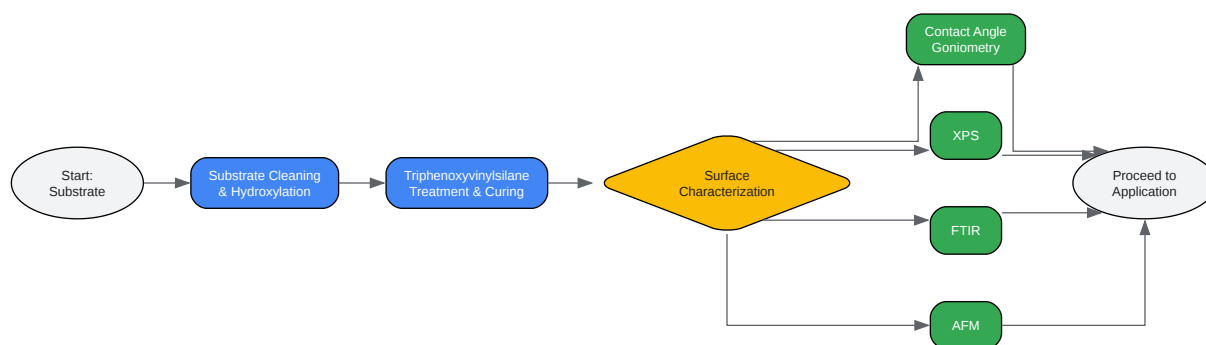 Start:
Substrate
Substrate Cleaning
& Hydroxylation
Triphenoxyvinylsilane
Treatment & Curing
Surface
Characterization
Contact Angle
Goniometry
XPS
FTIR
AFM
Proceed to
Application